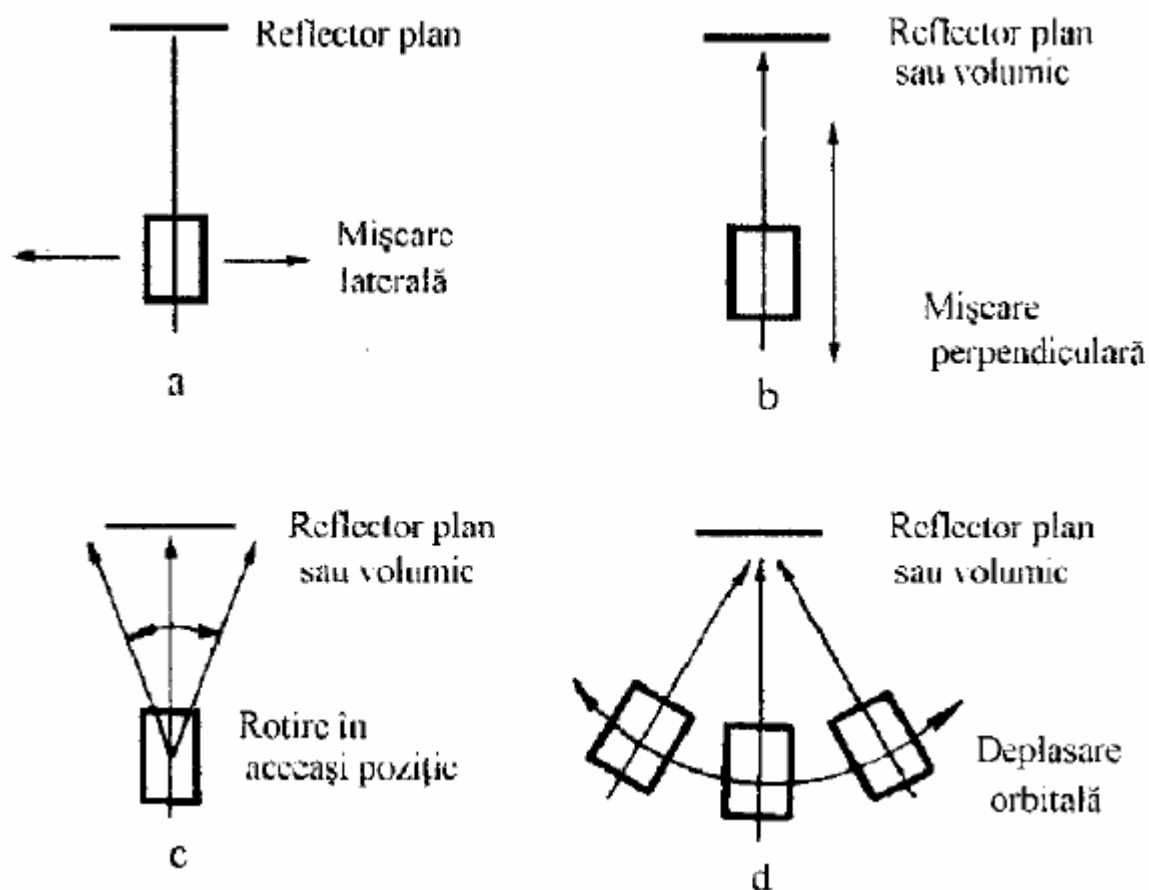 Reflector plan
Mişcare
laterală
a
Reflector plan
sau volumic
Mişcare
perpendiculară
b
Reflector plan
sau volumic
Rotire în
aceeaşi poziţie
c
Reflector plan
sau volumic
Deplasare
orbitală
d